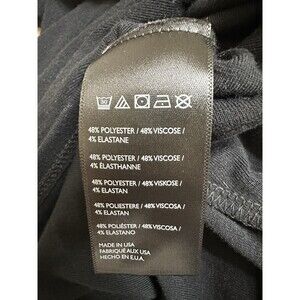 48% POLYESTER / 48% VISCOSE /
4% ELASTANE
48% POLYESTER / 48% VISCOSE /
4% ÉLASTHANNE
48% POLYESTER / 48% VISKOSE /
4% ELASTAN
48% POLIESTERE / 48% VISCOSA /
4% ELASTAN
48% POLIÉSTER / 48% VISCOSA /
4% ELASTANO
MADE IN USA
FABRIQUÉ AUX USA
HECHO EN E.U.A.